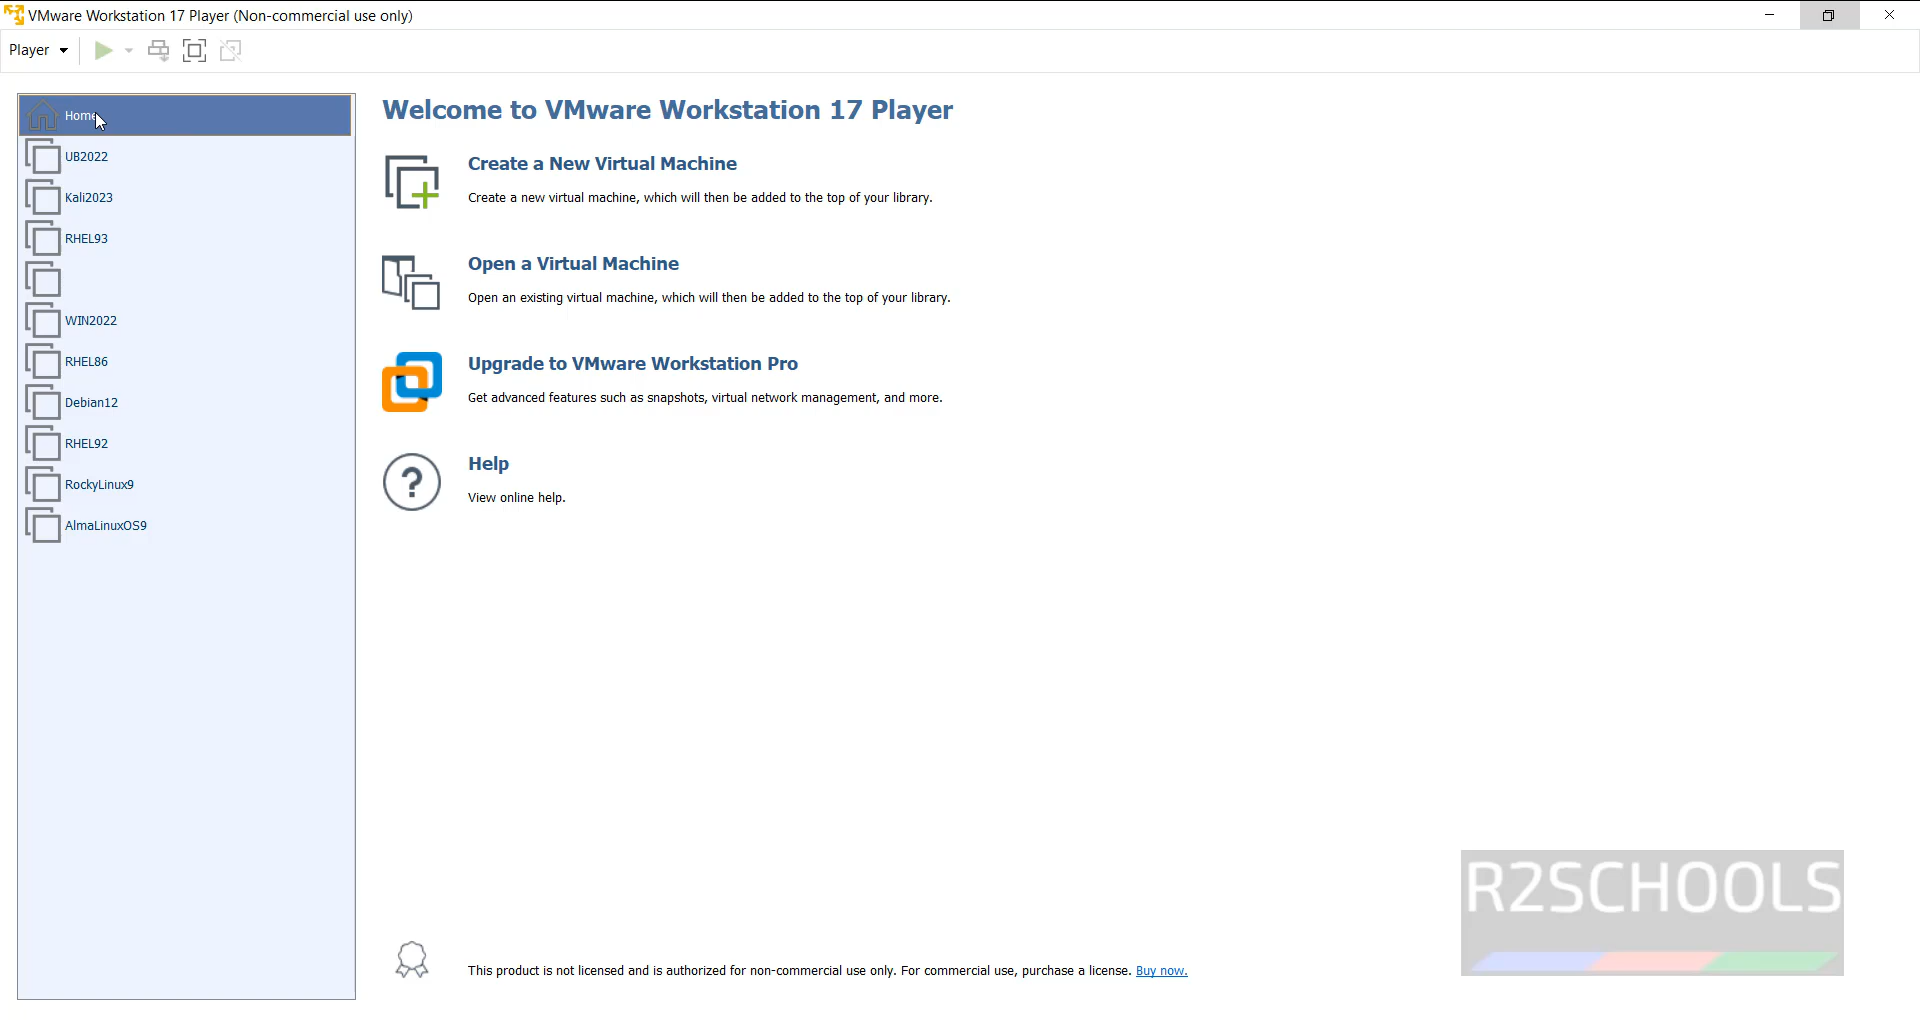 VMware Workstation 17 Player (Non-commercial use only)
Player
Home
UB2022
Kali2023
RHEL93
WIN2022
RHEL86
Debian12
RHEL92
RockyLinux9
AlmaLinuxOS9
Welcome to VMware Workstation 17 Player
Create a New Virtual Machine
Create a new virtual machine, which will then be added to the top of your library.
Open a Virtual Machine
Open an existing virtual machine, which will then be added to the top of your library.
Upgrade to VMware Workstation Pro
Get advanced features such as snapshots, virtual network management, and more.
?
Help
View online help.
R2SCHOOLS
This product is not licensed and is authorized for non-commercial use only. For commercial use, purchase a license. Buy now.